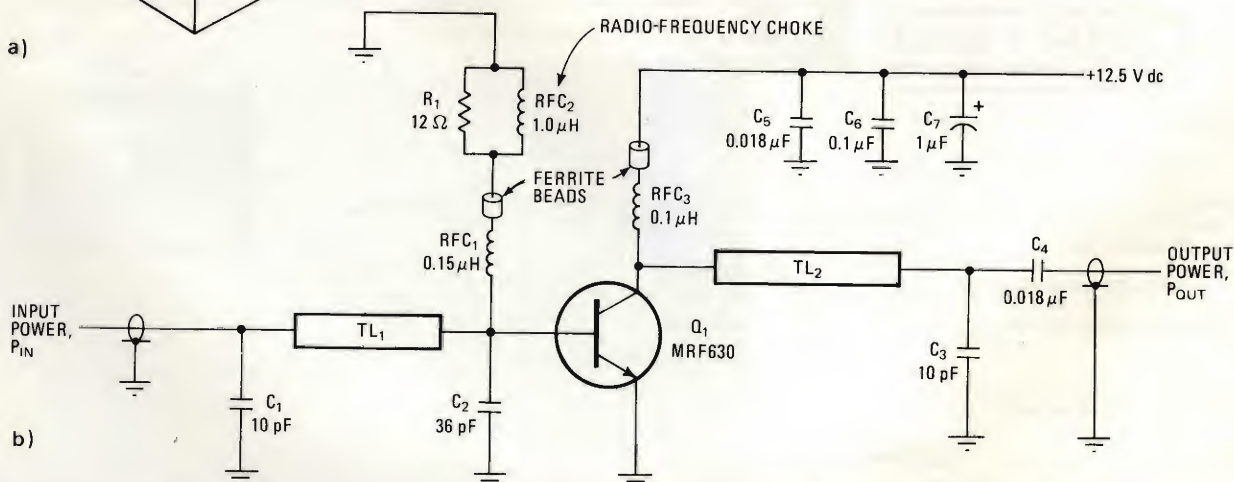 a)
RADIO-FREQUENCY CHOKE
+12.5 V dc
R1
12 Ω
RFC2
1.0 μH
C5
0.018 μF
C6
0.1 μF
C7
1 μF
+
FERRITE
BEADS
RFC3
0.1 μH
RFC1
0.15 μH
TL2
C4
0.018 μF
OUTPUT
POWER,
POUT
INPUT
POWER,
PIN
TL1
Q1
MRF630
C3
10 pF
C1
10 pF
C2
36 pF
b)